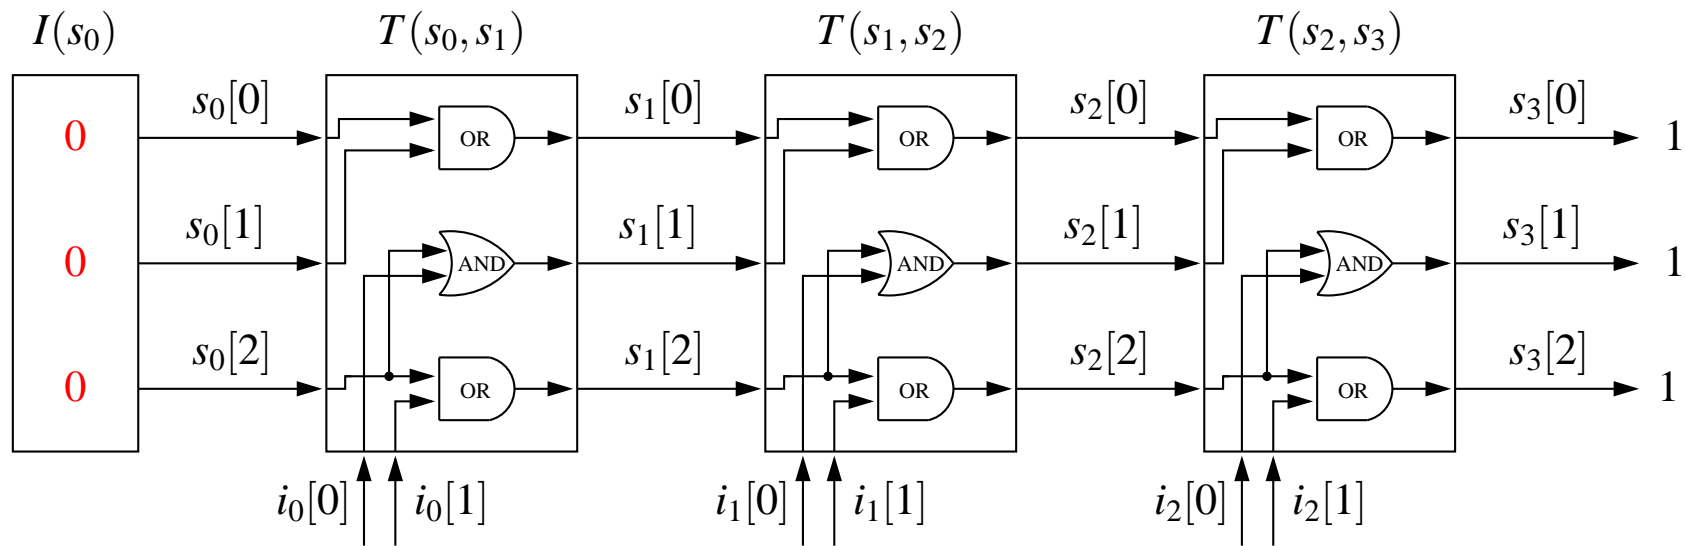 I(s₀) T(s₀, s₁) T(s₁, s₂) T(s₂, s₃)
0 s₀[0] OR s₁[0] OR s₂[0] OR s₃[0] 1
0 s₀[1] AND s₁[1] AND s₂[1] AND s₃[1] 1
0 s₀[2] OR s₁[2] OR s₂[2] OR s₃[2] 1
i₀[0] i₀[1] i₁[0] i₁[1] i₂[0] i₂[1]